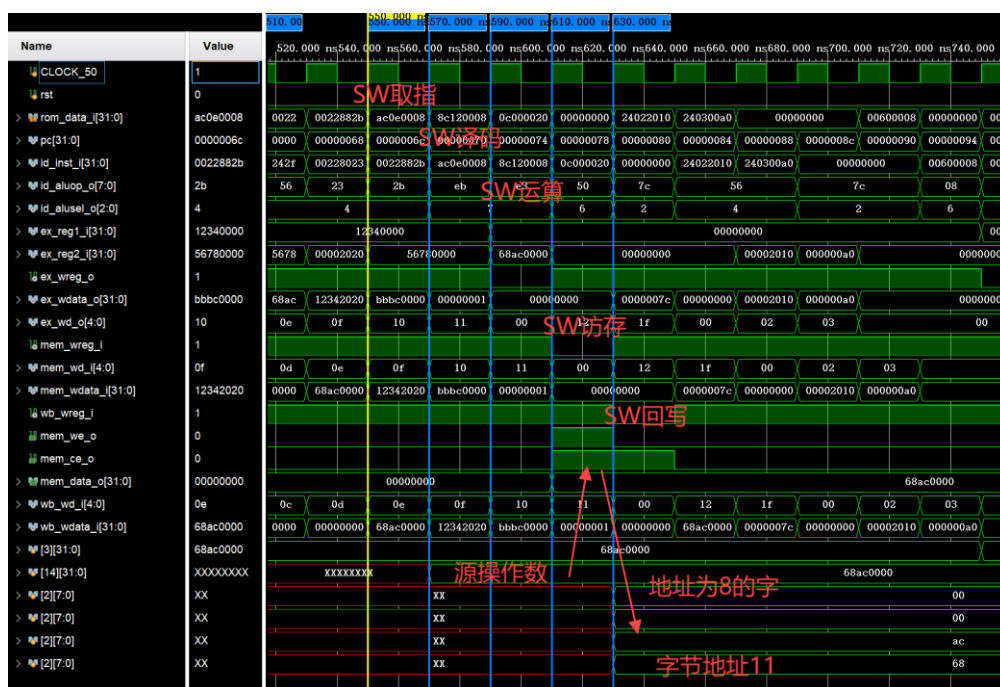 510.00 550.000 ns 570.000 ns 590.000 ns 610.000 ns 630.000 ns
Name Value 520.000 ns 540.000 ns 560.000 ns 580.000 ns 600.000 ns 620.000 ns 640.000 ns 660.000 ns 680.000 ns 700.000 ns 720.000 ns 740.000
CLOCK_50 1
rst 0
SW取指
rom_data_i[31:0] ac0e0008 0022 0022882b ac0e0008 8c120008 0c000020 00000000 24022010 240300a0 00000000 00600008 00000000 00
SW译码
pc[31:0] 0000006c 0000 00000068 0000006c 00000070 00000074 00000078 00000080 00000084 00000088 0000008c 00000090 00000094 00
id_inst_i[31:0] 0022882b 242f 00228023 0022882b ac0e0008 8c120008 0c000020 00000000 24022010 240300a0 00000000 00600008 00
id_aluop_o[7:0] 2b 56 23 2b eb e3 50 7c 56 7c 08
SW运算
id_alusel_o[2:0] 4 4 7 6 2 4 2 6
ex_reg1_i[31:0] 12340000 12340000 00000000 00
ex_reg2_i[31:0] 56780000 5678 00002020 56780000 68ac0000 00000000 00002010 000000a0 0000000
ex_wreg_o 1
ex_wdata_o[31:0] bbbc0000 68ac 12342020 bbbc0000 00000001 00000000 0000007c 00000000 00002010 000000a0 0000000
ex_wd_o[4:0] 10 0e 0f 10 11 00 12 1f 00 02 03 00
SW访存
mem_wreg_i 1
mem_wd_i[4:0] 0f 0d 0e 0f 10 11 00 12 1f 00 02 03
mem_wdata_i[31:0] 12342020 0000 68ac0000 12342020 bbbc0000 00000001 00000000 0000007c 00000000 00002010 000000a0
wb_wreg_i 1
SW回写
mem_we_o 0
mem_ce_o 0
mem_data_o[31:0] 00000000 00000000 68ac0000
wb_wd_i[4:0] 0e 0c 0d 0e 0f 10 11 00 12 1f 00 02 03
wb_wdata_i[31:0] 68ac0000 0000 00000000 68ac0000 12342020 bbbc0000 00000001 00000000 68ac0000 0000007c 00000000 00002010 000000a0
[3][31:0] 68ac0000 68ac0000
[14][31:0] XXXXXXXX XXXXXXXX 68ac0000
源操作数
地址为8的字
[2][7:0] XX XX 00
[2][7:0] XX XX 00
[2][7:0] XX XX ac
[2][7:0] XX XX 68
字节地址11